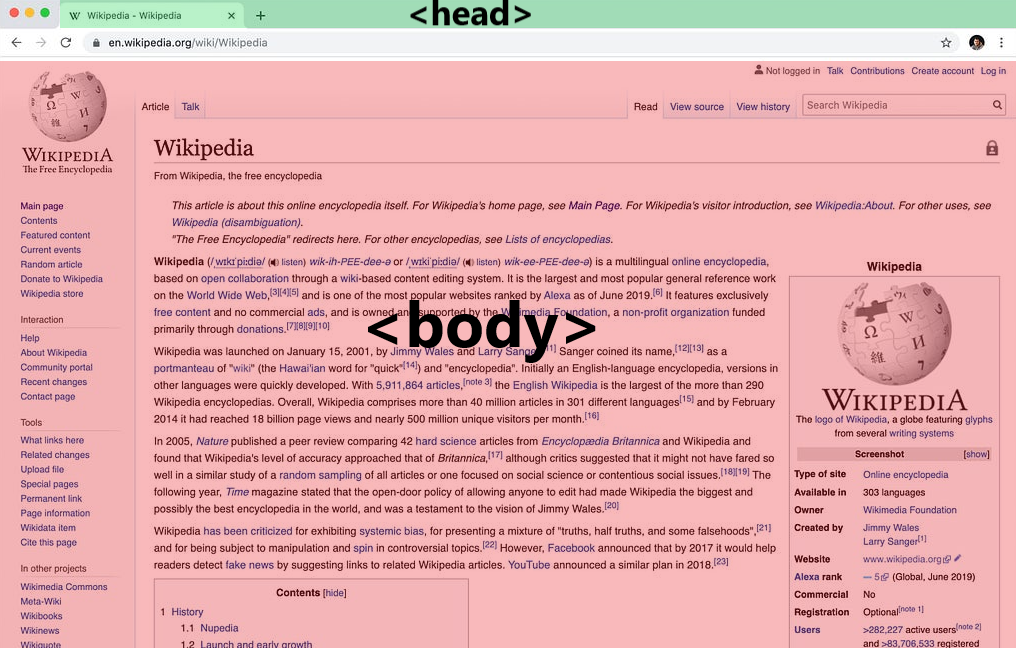 Wikipedia - Wikipedia
<head>
en.wikipedia.org/wiki/Wikipedia
Not logged in Talk Contributions Create account Log in
Article Talk Read View source View history Search Wikipedia
WIKIPEDIA
The Free Encyclopedia
Main page
Contents
Featured content
Current events
Random article
Donate to Wikipedia
Wikipedia store
Interaction
Help
About Wikipedia
Community portal
Recent changes
Contact page
Tools
What links here
Related changes
Upload file
Special pages
Permanent link
Page information
Wikidata item
Cite this page
In other projects
Wikimedia Commons
Meta-Wiki
Wikibooks
Wikinews
Wikiquote
Wikipedia
From Wikipedia, the free encyclopedia
This article is about this online encyclopedia itself. For Wikipedia's home page, see Main Page. For Wikipedia's visitor introduction, see Wikipedia:About. For other uses, see
Wikipedia (disambiguation).
"The Free Encyclopedia" redirects here. For other encyclopedias, see Lists of encyclopedias.
Wikipedia (/ˌwɪkɪˈpiːdiə/ (listen) wik-ih-PEE-dee-ə or /ˌwɪkiˈpiːdiə/ (listen) wik-ee-PEE-dee-ə) is a multilingual online encyclopedia,
based on open collaboration through a wiki-based content editing system. It is the largest and most popular general reference work
on the World Wide Web,[3][4][5] and is one of the most popular websites ranked by Alexa as of June 2019.[6] It features exclusively
free content and no commercial ads, and is owned and supported by the Wikimedia Foundation, a non-profit organization funded
primarily through donations.[7][8][9][10]
<body>
Wikipedia was launched on January 15, 2001, by Jimmy Wales and Larry Sanger.[11] Sanger coined its name,[12][13] as a
portmanteau of "wiki" (the Hawai'ian word for "quick"[14]) and "encyclopedia". Initially an English-language encyclopedia, versions in
other languages were quickly developed. With 5,911,864 articles,[note 3] the English Wikipedia is the largest of the more than 290
Wikipedia encyclopedias. Overall, Wikipedia comprises more than 40 million articles in 301 different languages[15] and by February
2014 it had reached 18 billion page views and nearly 500 million unique visitors per month.[16]
In 2005, Nature published a peer review comparing 42 hard science articles from Encyclopædia Britannica and Wikipedia and
found that Wikipedia's level of accuracy approached that of Britannica,[17] although critics suggested that it might not have fared so
well in a similar study of a random sampling of all articles or one focused on social science or contentious social issues.[18][19] The
following year, Time magazine stated that the open-door policy of allowing anyone to edit had made Wikipedia the biggest and
possibly the best encyclopedia in the world, and was a testament to the vision of Jimmy Wales.[20]
Wikipedia has been criticized for exhibiting systemic bias, for presenting a mixture of "truths, half truths, and some falsehoods",[21]
and for being subject to manipulation and spin in controversial topics.[22] However, Facebook announced that by 2017 it would help
readers detect fake news by suggesting links to related Wikipedia articles. YouTube announced a similar plan in 2018.[23]
Contents [hide]
1 History
1.1 Nupedia
1.2 Launch and early growth
Wikipedia
WIKIPEDIA
The logo of Wikipedia, a globe featuring glyphs
from several writing systems
Screenshot [show]
Type of site Online encyclopedia
Available in 303 languages
Owner Wikimedia Foundation
Created by Jimmy Wales
Larry Sanger[1]
Website www.wikipedia.org
Alexa rank — 5 (Global, June 2019)
Commercial No
Registration Optional[note 1]
Users >282,227 active users[note 2]
and >83,706,533 registered